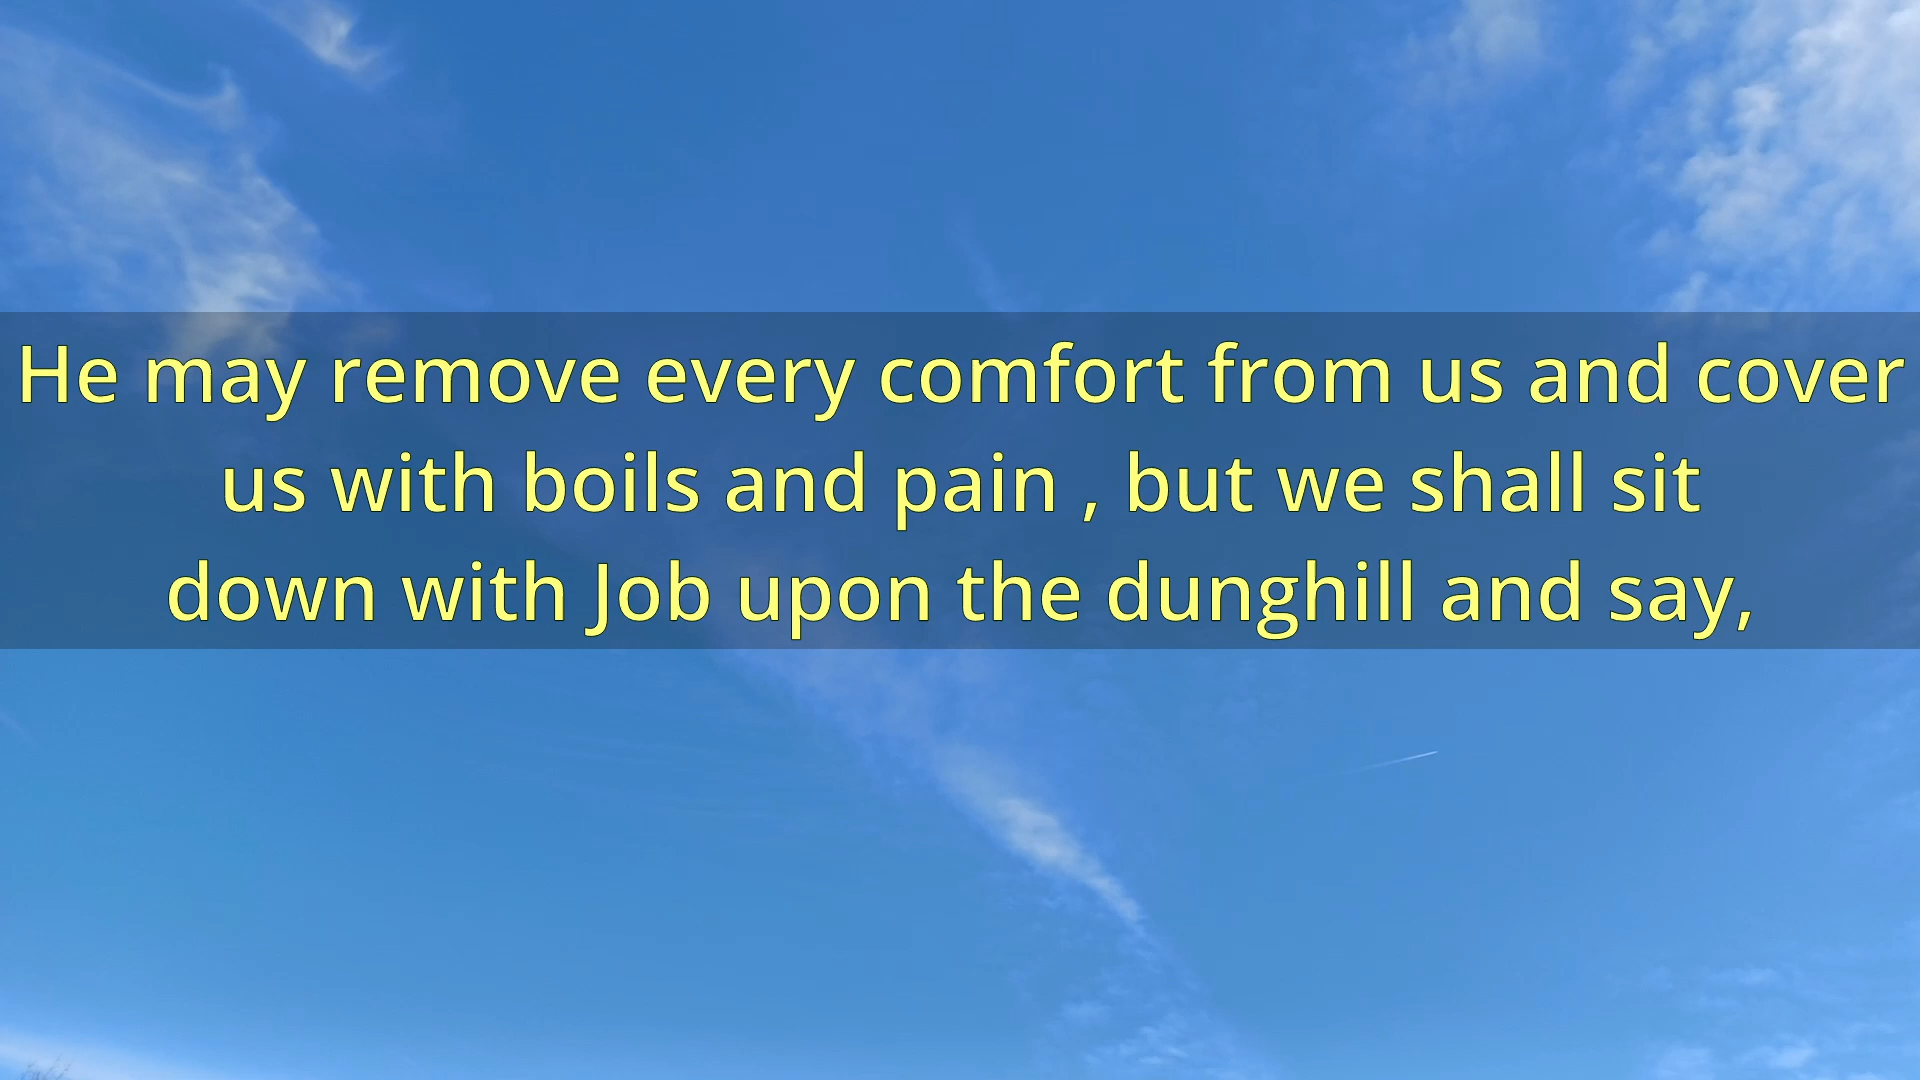 He may remove every comfort from us and cover
us with boils and pain , but we shall sit
down with Job upon the dunghill and say,